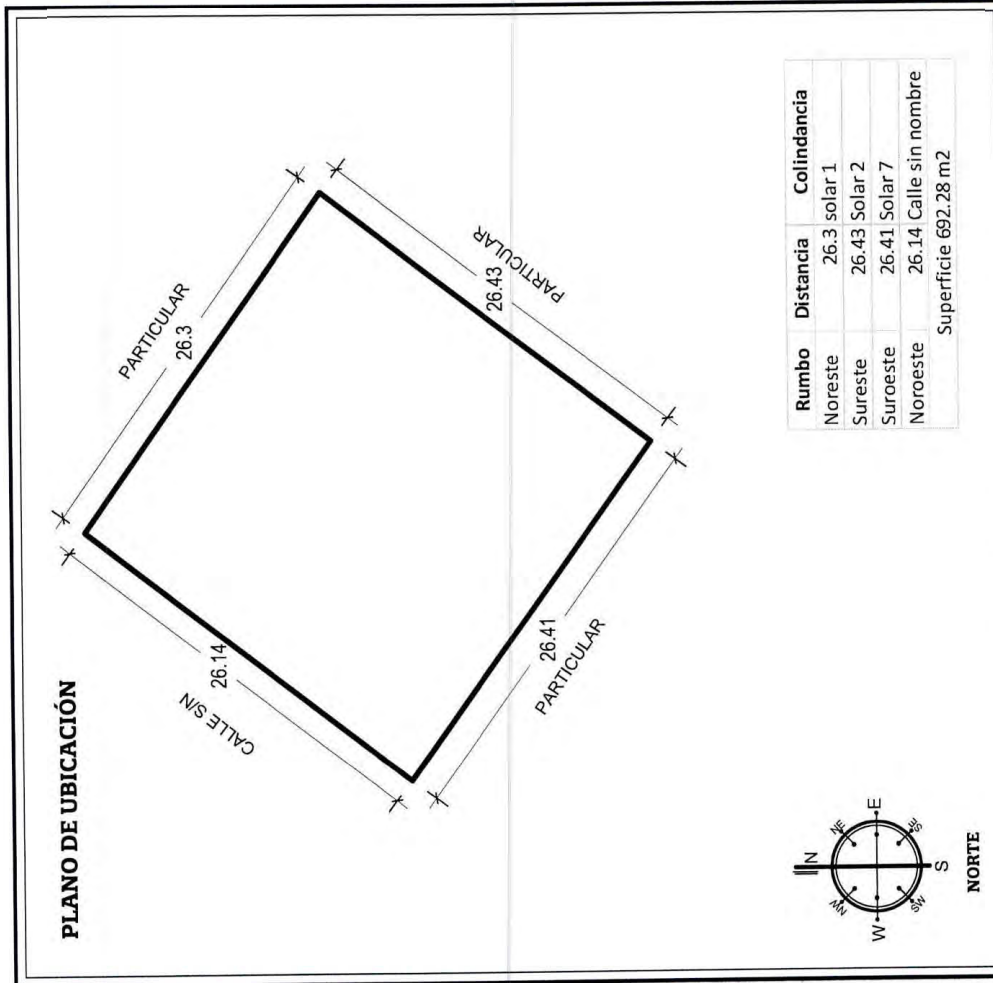 PLANO DE UBICACIÓN
PARTICULAR
26.3
26.43
PARTICULAR
26.14
CALLE S/N
26.41
PARTICULAR
Rumbo Distancia Colindancia
Noreste 26.3 solar 1
Sureste 26.43 Solar 2
Suroeste 26.41 Solar 7
Noroeste 26.14 Calle sin nombre
Superficie 692.28 m2
N
NW NE
W E
SW SE
S
NORTE